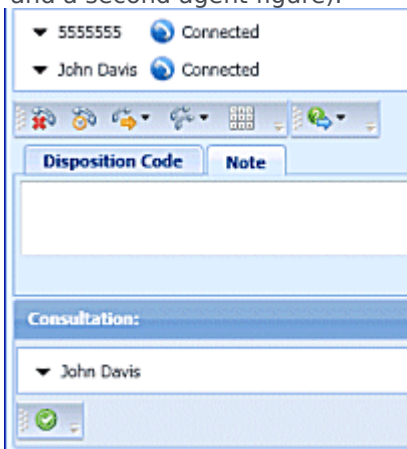 and a second agent figure).
5555555 Connected
John Davis Connected
Disposition Code Note
Consultation:
John Davis